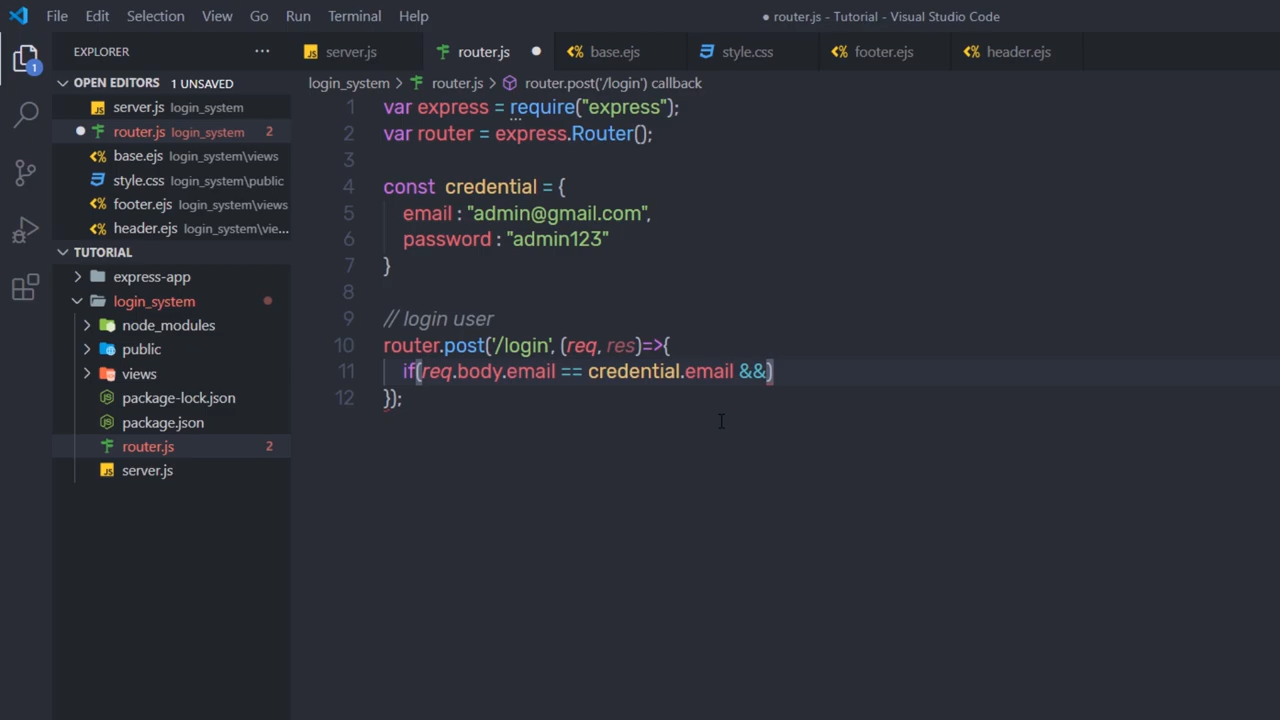 File Edit Selection View Go Run Terminal Help
● router.js - Tutorial - Visual Studio Code
EXPLORER ...
JS server.js
router.js ●
<% base.ejs
style.css
<% footer.ejs
<% header.ejs
1
OPEN EDITORS 1 UNSAVED
JS server.js login_system
● router.js login_system 2
<% base.ejs login_system\views
style.css login_system\public
<% footer.ejs login_system\views
<% header.ejs login_system\vie...
TUTORIAL
express-app
login_system
node_modules
public
views
package-lock.json
package.json
router.js 2
JS server.js
login_system > router.js > router.post('/login') callback
1 var express = require("express");
2 var router = express.Router();
3
4 const credential = {
5 email : "admin@gmail.com",
6 password : "admin123"
7 }
8
9 // login user
10 router.post('/login', (req, res)=>{
11 if(req.body.email == credential.email &&)
12 });